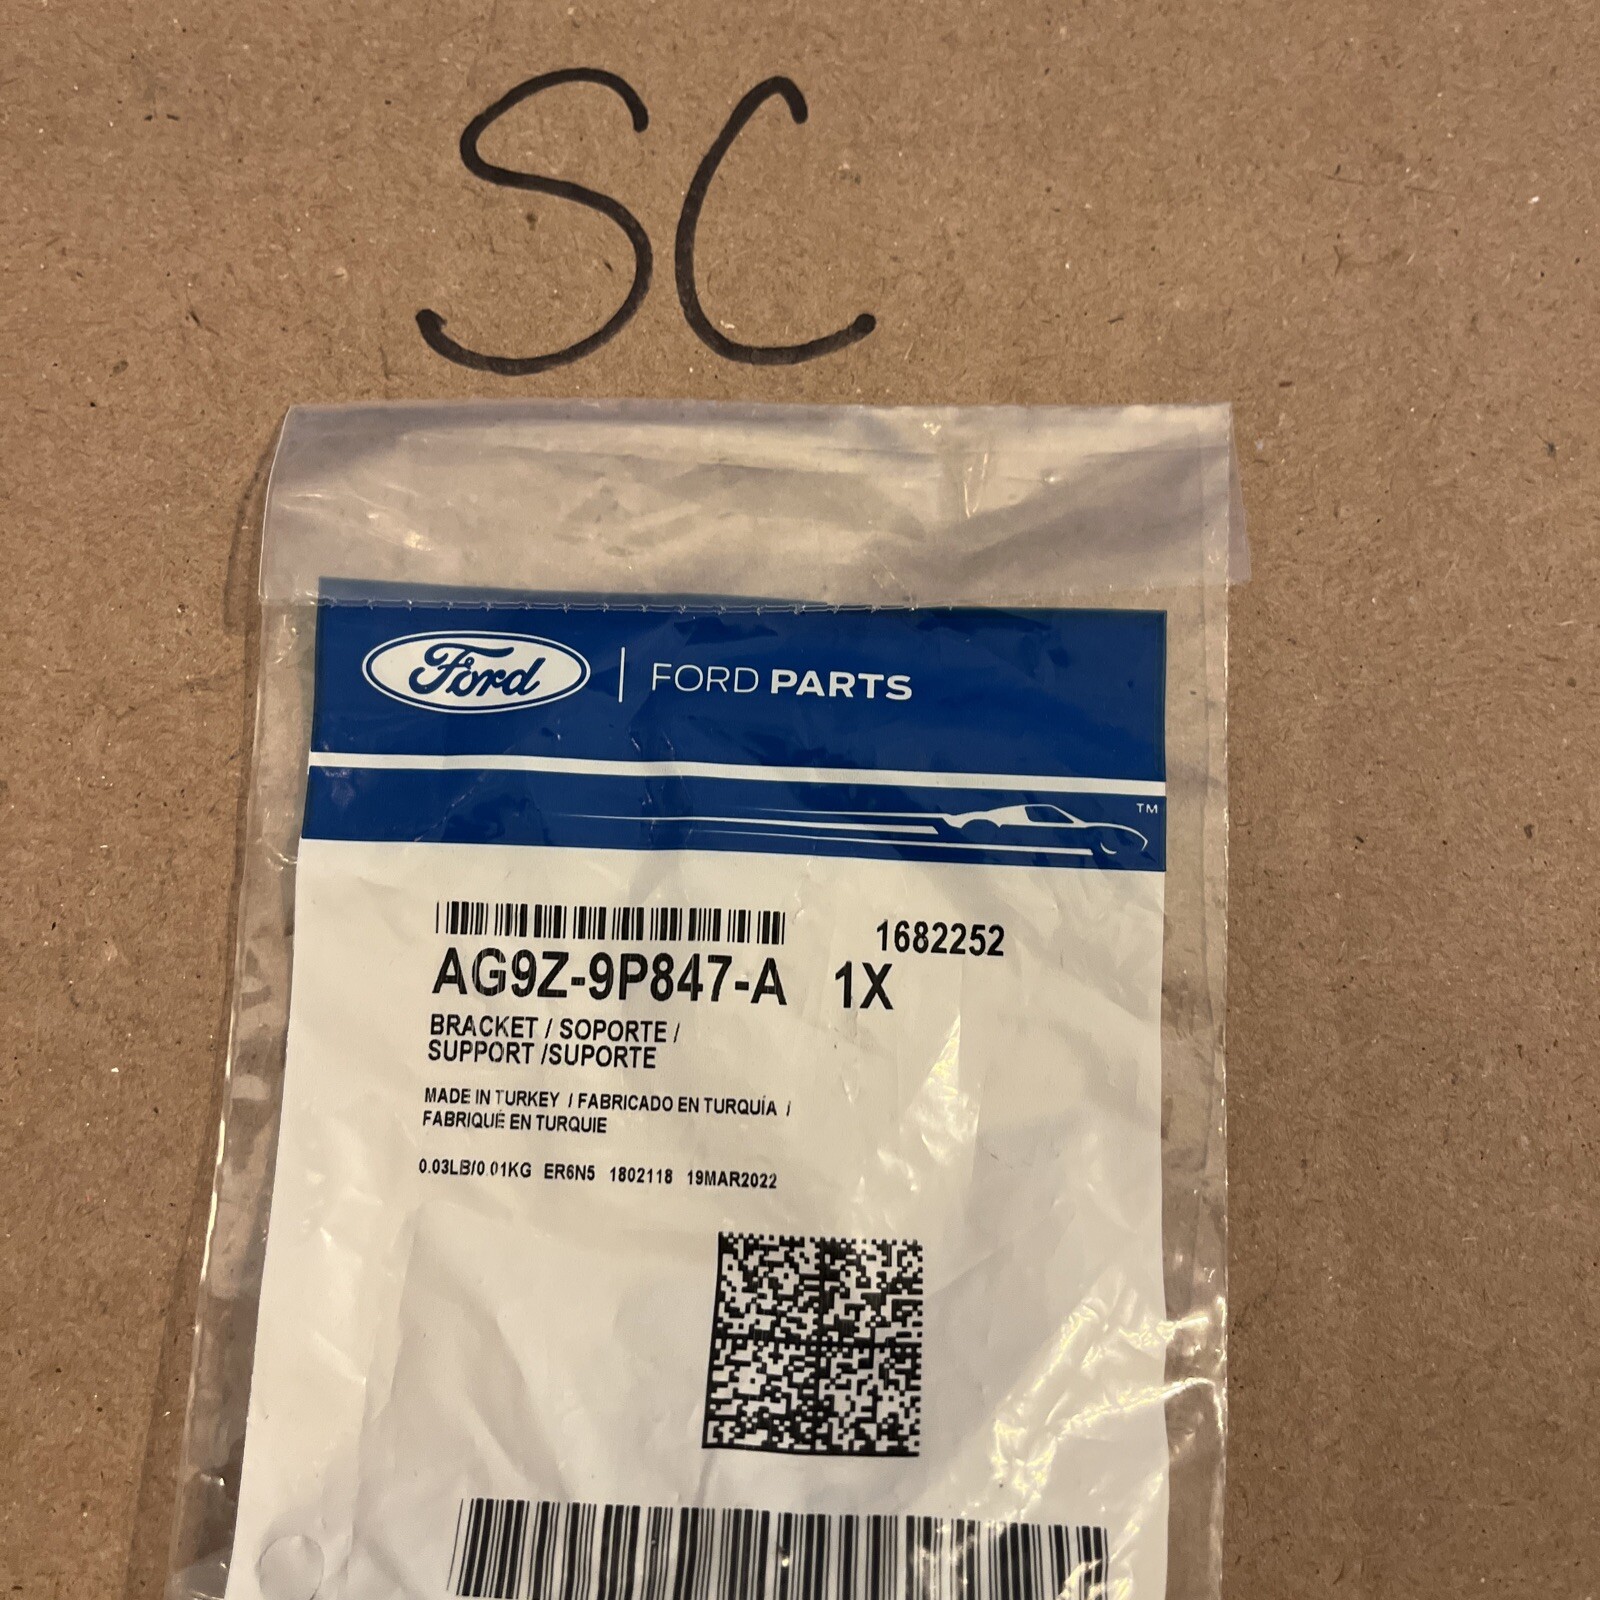 SC
Ford | FORD PARTS
TM
1682252
AG9Z-9P847-A 1X
BRACKET / SOPORTE /
SUPPORT /SUPORTE
MADE IN TURKEY / FABRICADO EN TURQUÍA /
FABRIQUÉ EN TURQUIE
0.03LB/0.01KG ER6N5 1802118 19MAR2022